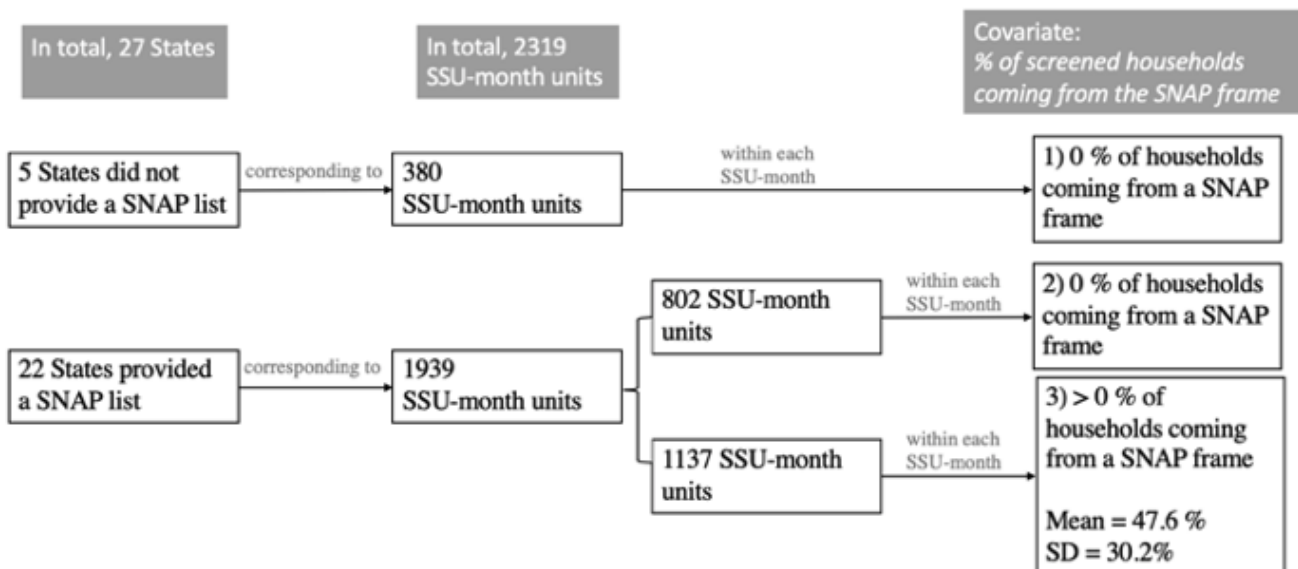 In total, 27 States
In total, 2319
SSU-month units
Covariate:
% of screened households
coming from the SNAP frame
5 States did not
provide a SNAP list
corresponding to
380
SSU-month units
within each
SSU-month
1) 0 % of households
coming from a SNAP
frame
22 States provided
a SNAP list
corresponding to
1939
SSU-month units
802 SSU-month
units
within each
SSU-month
2) 0 % of households
coming from a SNAP
frame
1137 SSU-month
units
within each
SSU-month
3) > 0 % of
households coming
from a SNAP frame
Mean = 47.6 %
SD = 30.2%